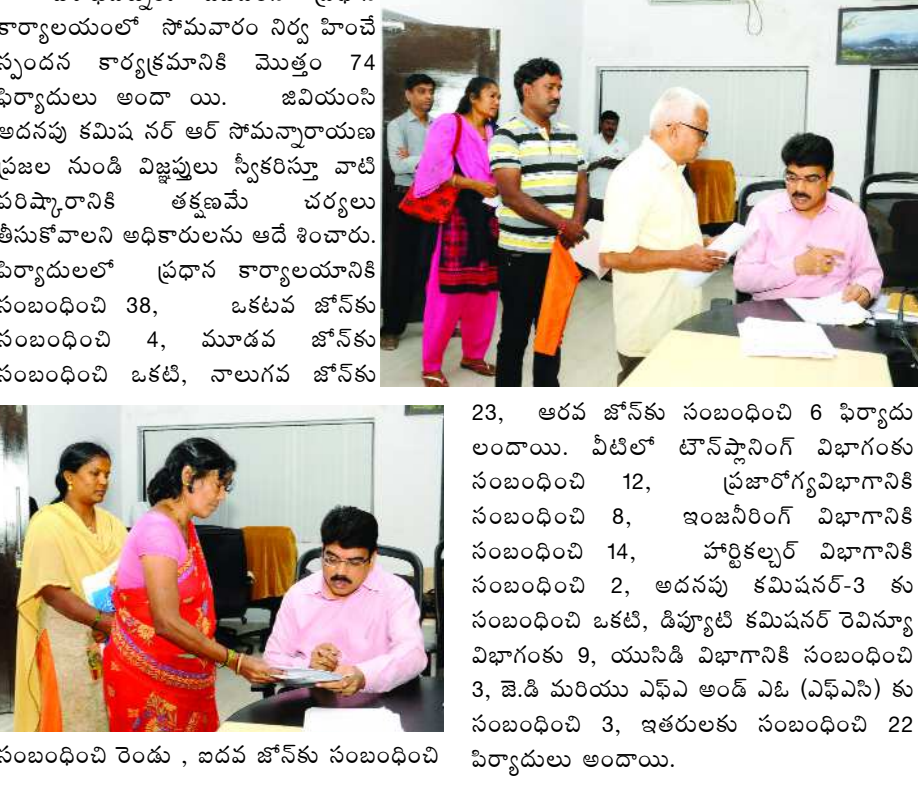 కార్యాలయంలో సోమవారం నిర్వ హించే
స్పందన కార్యక్రమానికి మొత్తం 74
ఫిర్యాదులు అందా యి. జివియంసి
అదనపు కమిష నర్ ఆర్ సోమన్నారాయణ
ప్రజల నుండి విజ్ఞప్తులు స్వీకరిస్తూ వాటి
పరిష్కారానికి తక్షణమే చర్యలు
తీసుకోవాలని అధికారులను ఆదే శించారు.
పిర్యాదులలో ప్రధాన కార్యాలయానికి
సంబంధించి 38, ఒకటవ జోన్‌కు
సంబంధించి 4, మూడవ జోన్‌కు
సంబంధించి ఒకటి, నాలుగవ జోన్‌కు
సంబంధించి రెండు , ఐదవ జోన్‌కు సంబంధించి
23, ఆరవ జోన్‌కు సంబంధించి 6 ఫిర్యాదు
లందాయి. వీటిలో టౌన్‌ప్లానింగ్ విభాగంకు
సంబంధించి 12, ప్రజారోగ్యవిభాగానికి
సంబంధించి 8, ఇంజనీరింగ్ విభాగానికి
సంబంధించి 14, హార్టికల్చర్ విభాగానికి
సంబంధించి 2, అదనపు కమిషనర్-3 కు
సంబంధించి ఒకటి, డిప్యూటి కమిషనర్ రెవిన్యూ
విభాగంకు 9, యుసిడి విభాగానికి సంబంధించి
3, జె.డి మరియు ఎఫ్ఎ అండ్ ఎఓ (ఎఫ్ఎసి) కు
సంబంధించి 3, ఇతరులకు సంబంధించి 22
పిర్యాదులు అందాయి.